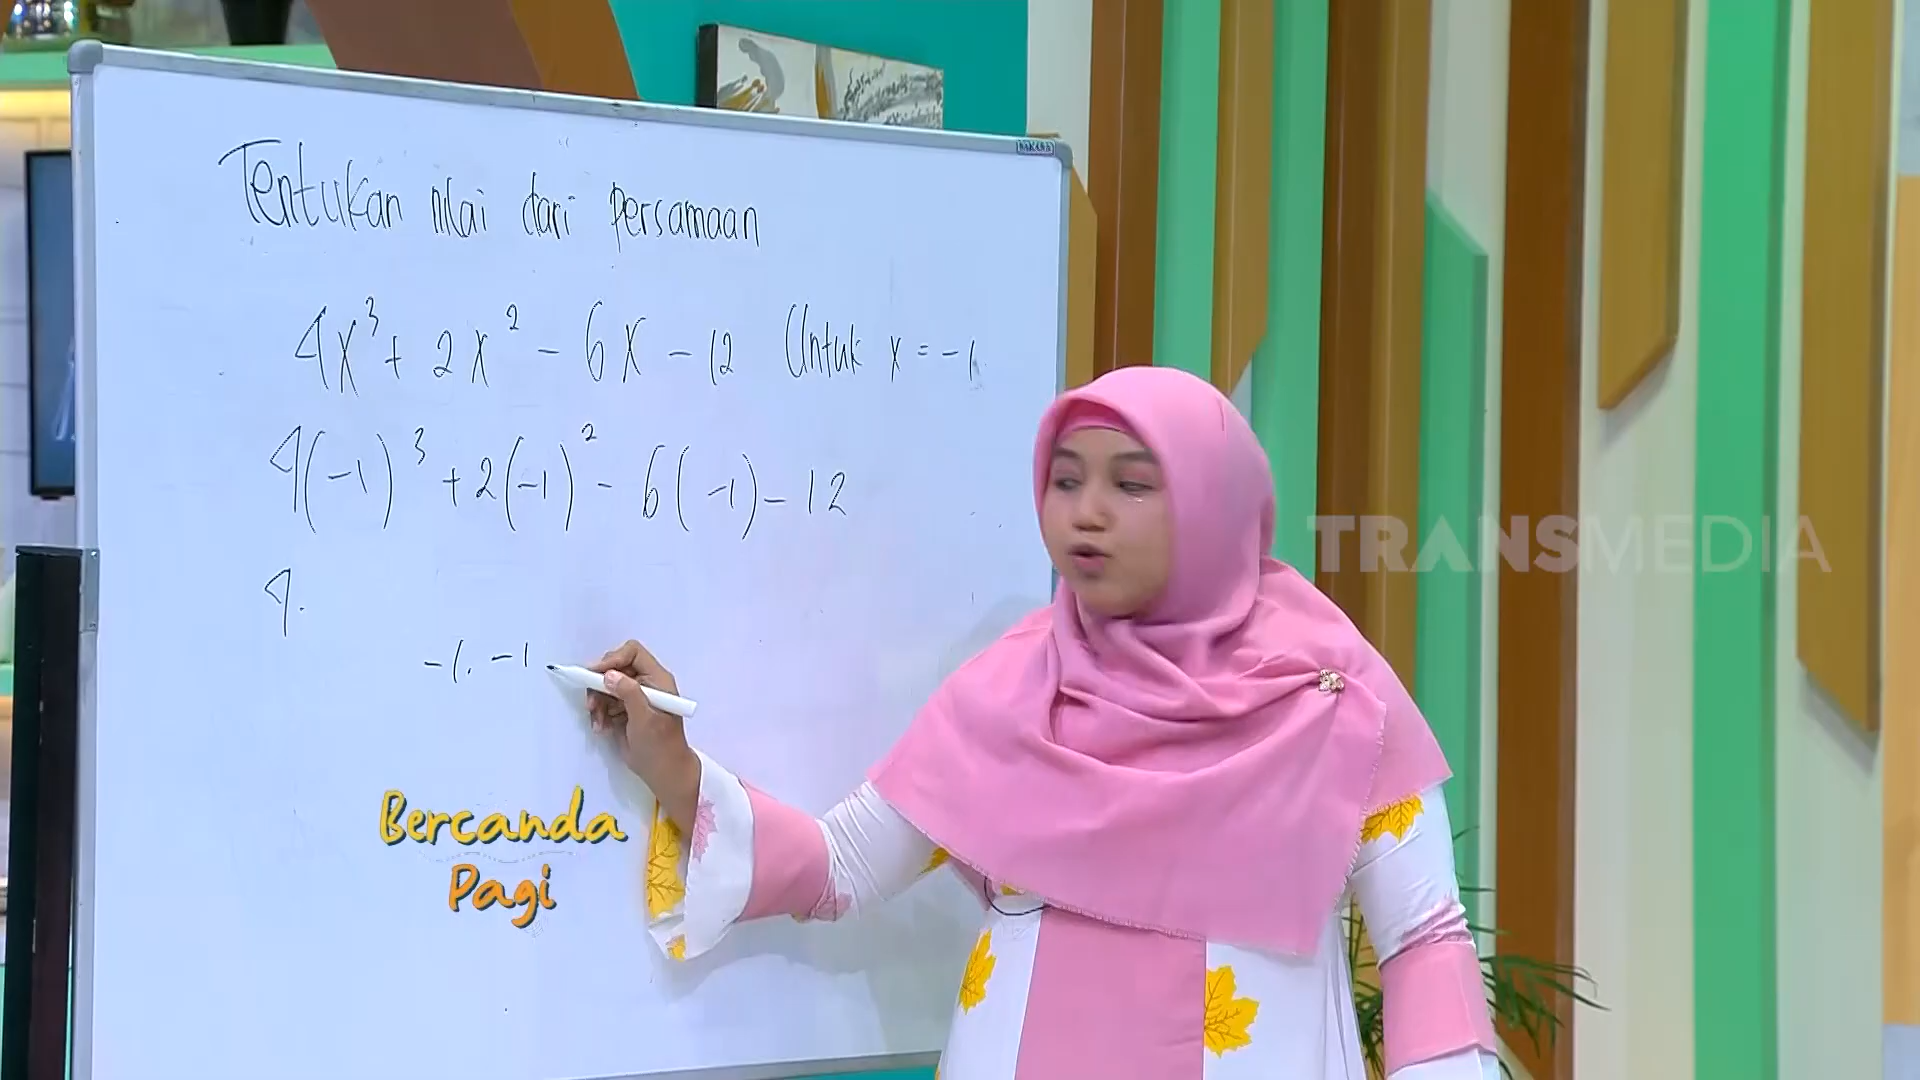 Tentukan nilai dari persamaan
4x³ + 2x² - 6x - 12 Untuk x = -1
4(-1)³ + 2(-1)² - 6(-1) - 12
4.
-1. -1
TRANSMEDIA
Bercanda
Pagi